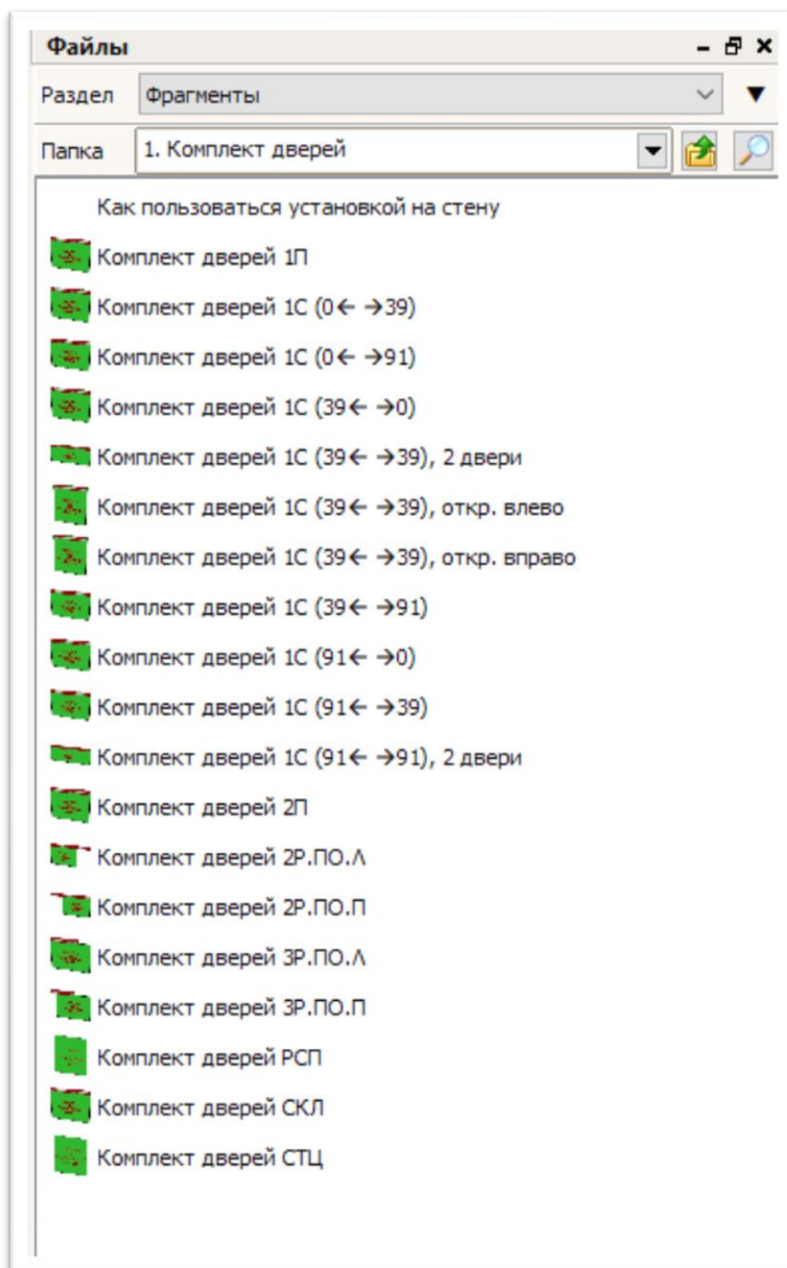 Файлы
Раздел Фрагменты
Папка 1. Комплект дверей
Как пользоваться установкой на стену
Комплект дверей 1П
Комплект дверей 1С (0← →39)
Комплект дверей 1С (0← →91)
Комплект дверей 1С (39← →0)
Комплект дверей 1С (39← →39), 2 двери
Комплект дверей 1С (39← →39), откр. влево
Комплект дверей 1С (39← →39), откр. вправо
Комплект дверей 1С (39← →91)
Комплект дверей 1С (91← →0)
Комплект дверей 1С (91← →39)
Комплект дверей 1С (91← →91), 2 двери
Комплект дверей 2П
Комплект дверей 2Р.ПО.Л
Комплект дверей 2Р.ПО.П
Комплект дверей 3Р.ПО.Л
Комплект дверей 3Р.ПО.П
Комплект дверей РСП
Комплект дверей СКЛ
Комплект дверей СТЦ